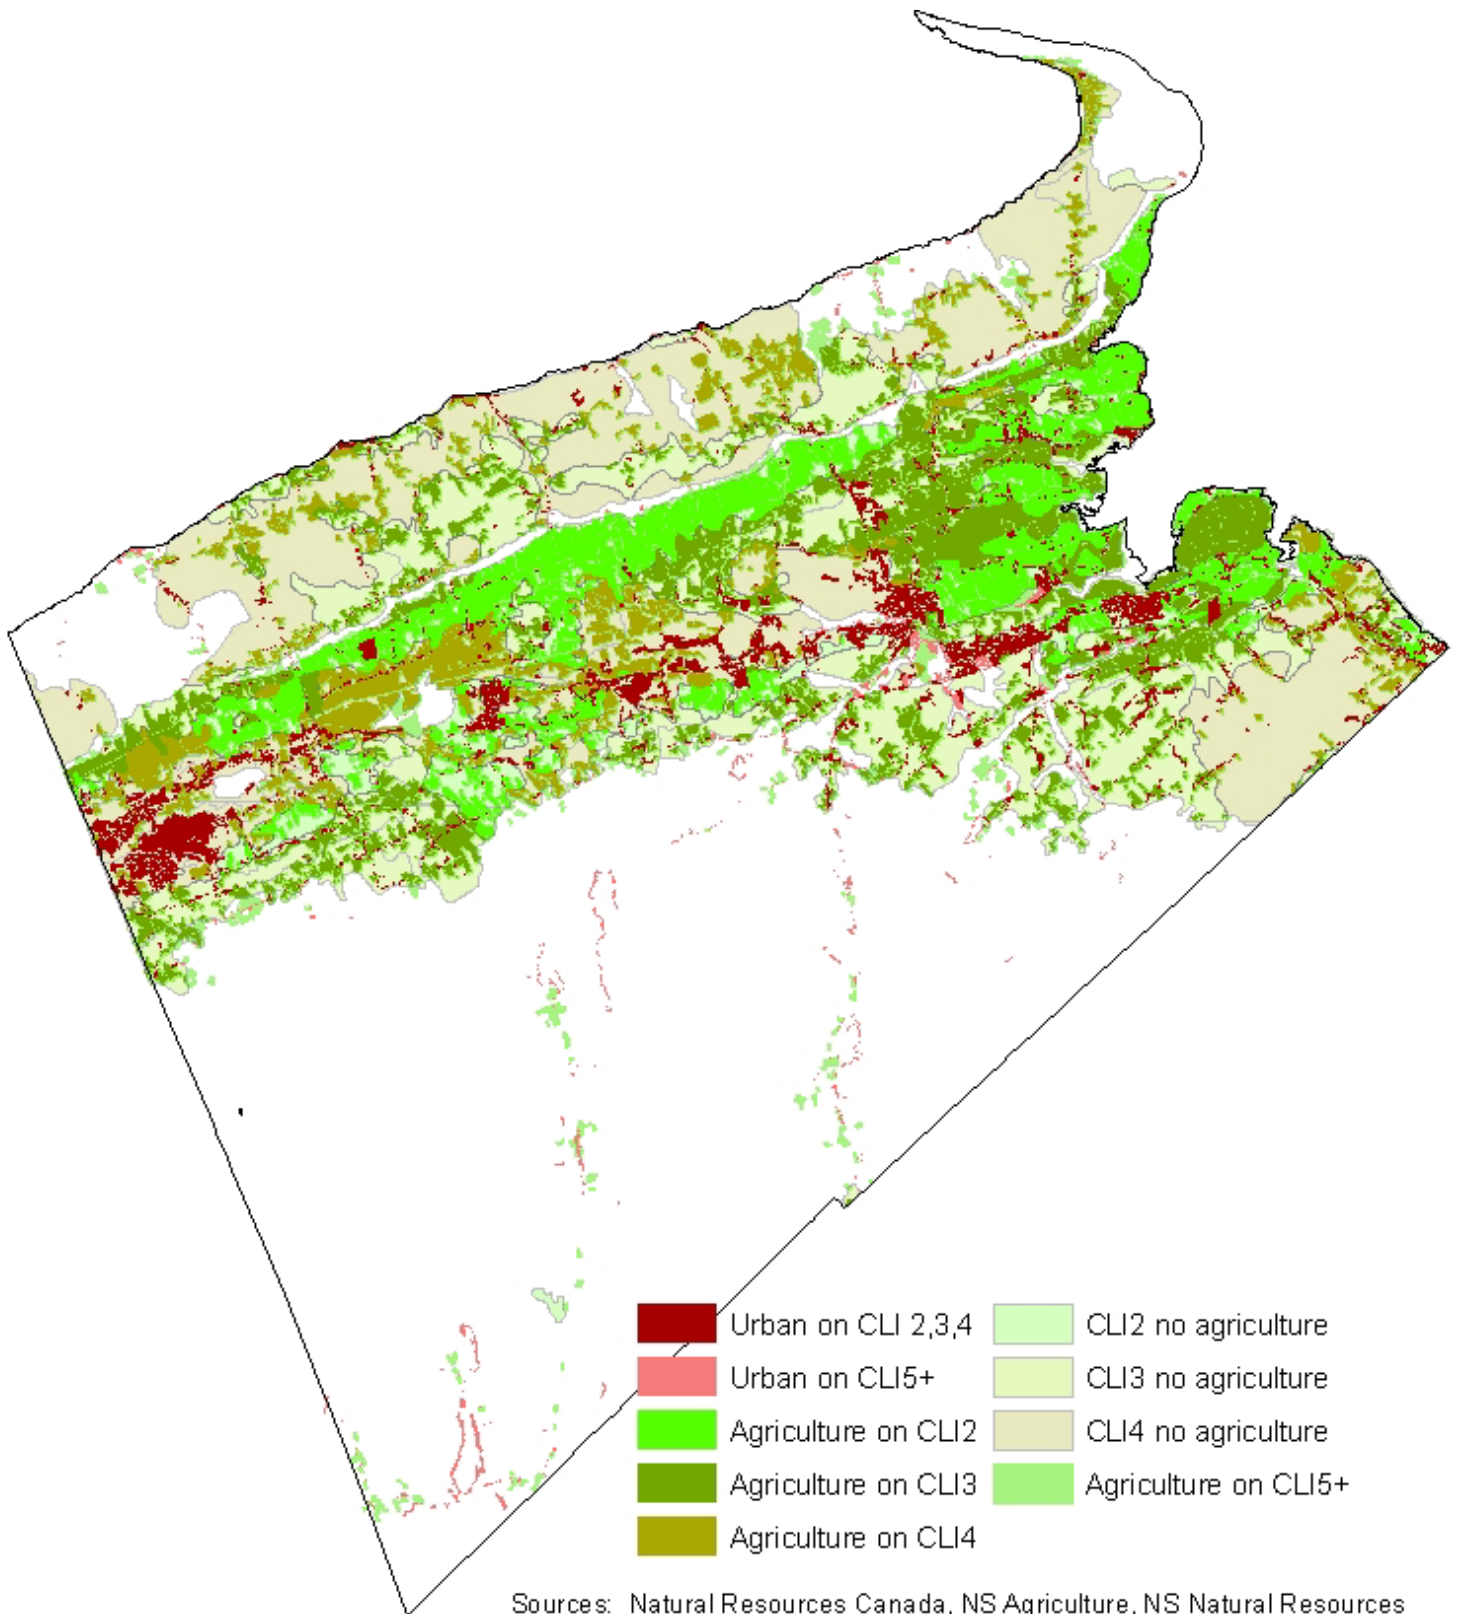 Urban on CLI 2,3,4
Urban on CLI5+
Agriculture on CLI2
Agriculture on CLI3
Agriculture on CLI4
CLI2 no agriculture
CLI3 no agriculture
CLI4 no agriculture
Agriculture on CLI5+
Sources: Natural Resources Canada, NS Agriculture, NS Natural Resources